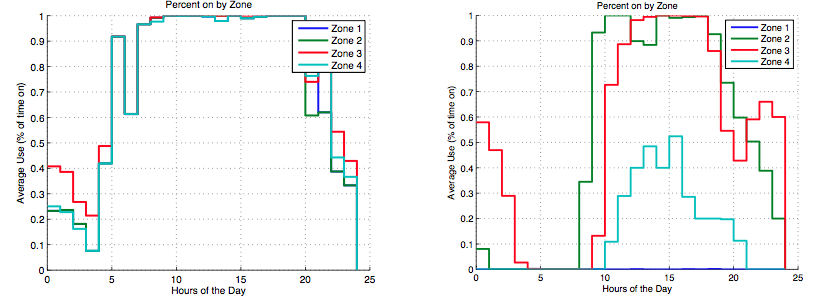 Percent on by Zone
1
0.9
0.8
0.7
0.6
0.5
0.4
0.3
0.2
0.1
0
Average Use (% of time on)
Zone 1
Zone 2
Zone 3
Zone 4
0 5 10 15 20 25
Hours of the Day
Percent on by Zone
1
0.9
0.8
0.7
0.6
0.5
0.4
0.3
0.2
0.1
0
Average Use (% of time on)
Zone 1
Zone 2
Zone 3
Zone 4
0 5 10 15 20 25
Hours of the Day